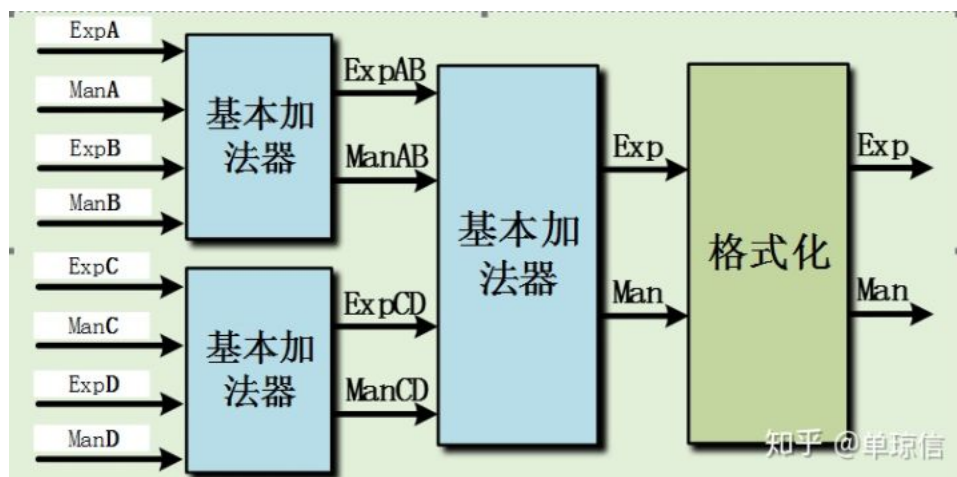 ExpA
ManA
ExpB
ManB
基本加
法器
ExpAB
ManAB
ExpC
ManC
ExpD
ManD
基本加
法器
ExpCD
ManCD
基本加
法器
Exp
Man
格式化
Exp
Man
知乎 @单琼信